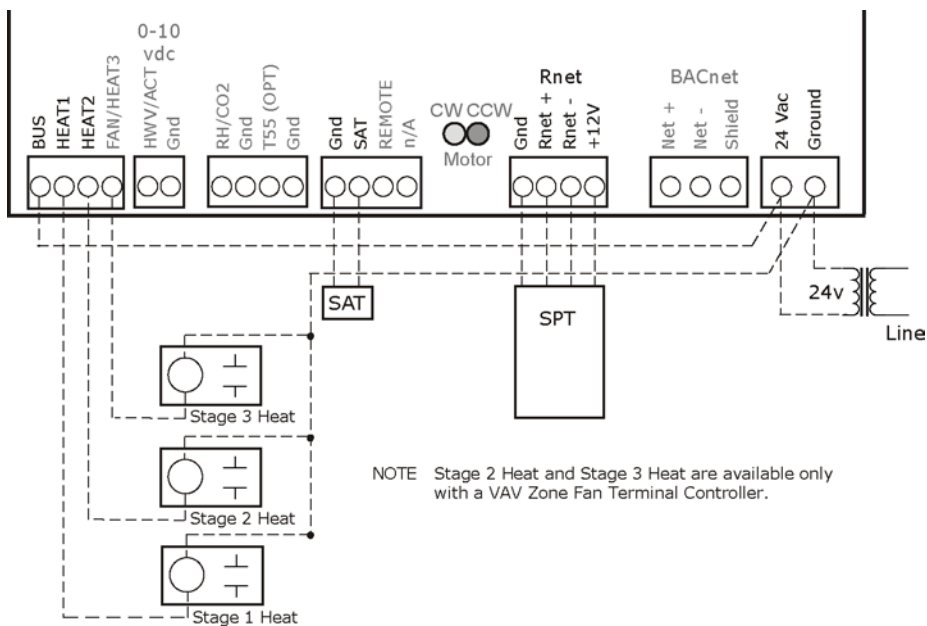 0-10
vdc
BUS
HEAT1
HEAT2
FAN/HEAT3
HWV/ACT
Gnd
RH/CO2
Gnd
T55 (OPT)
Gnd
Gnd
SAT
REMOTE
n/A
CW CCW
Motor
Rnet
Gnd
Rnet +
Rnet -
+12V
BACnet
Net +
Net -
Shield
24 Vac
Ground
SAT
SPT
24v
Line
Stage 3 Heat
Stage 2 Heat
Stage 1 Heat
NOTE Stage 2 Heat and Stage 3 Heat are available only
with a VAV Zone Fan Terminal Controller.